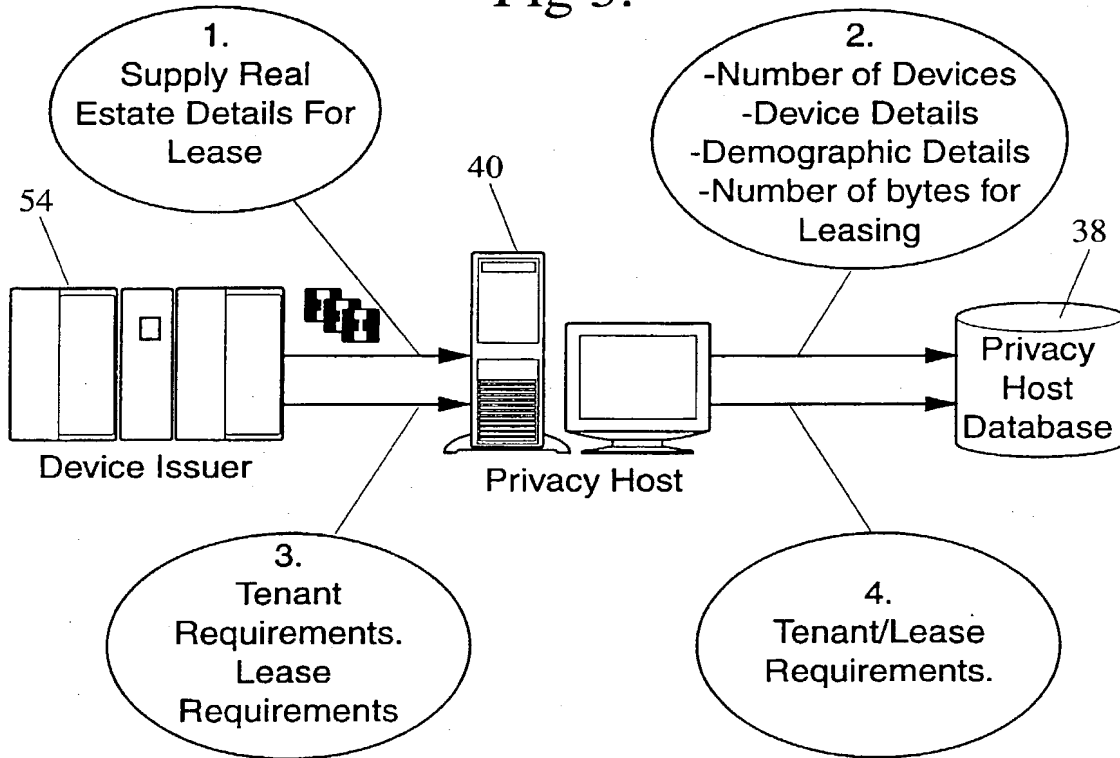 Fig 5.
1.
Supply Real
Estate Details For
Lease
2.
-Number of Devices
-Device Details
-Demographic Details
-Number of bytes for
Leasing
54
40
38
Device Issuer
Privacy Host
Privacy
Host
Database
3.
Tenant
Requirements.
Lease
Requirements
4.
Tenant/Lease
Requirements.